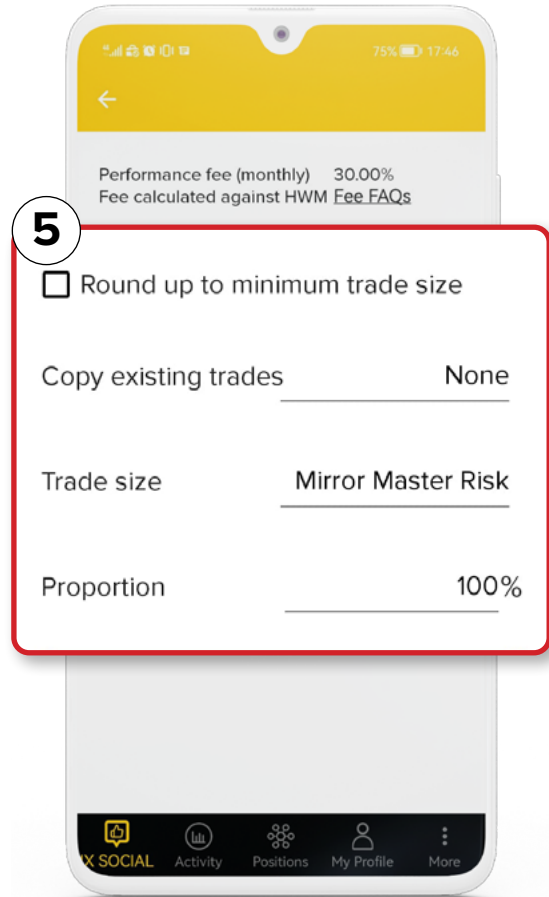 75% 17:46
Performance fee (monthly) 30.00%
Fee calculated against HWM Fee FAQs
5
Round up to minimum trade size
Copy existing trades None
Trade size Mirror Master Risk
Proportion 100%
X SOCIAL Activity Positions My Profile More